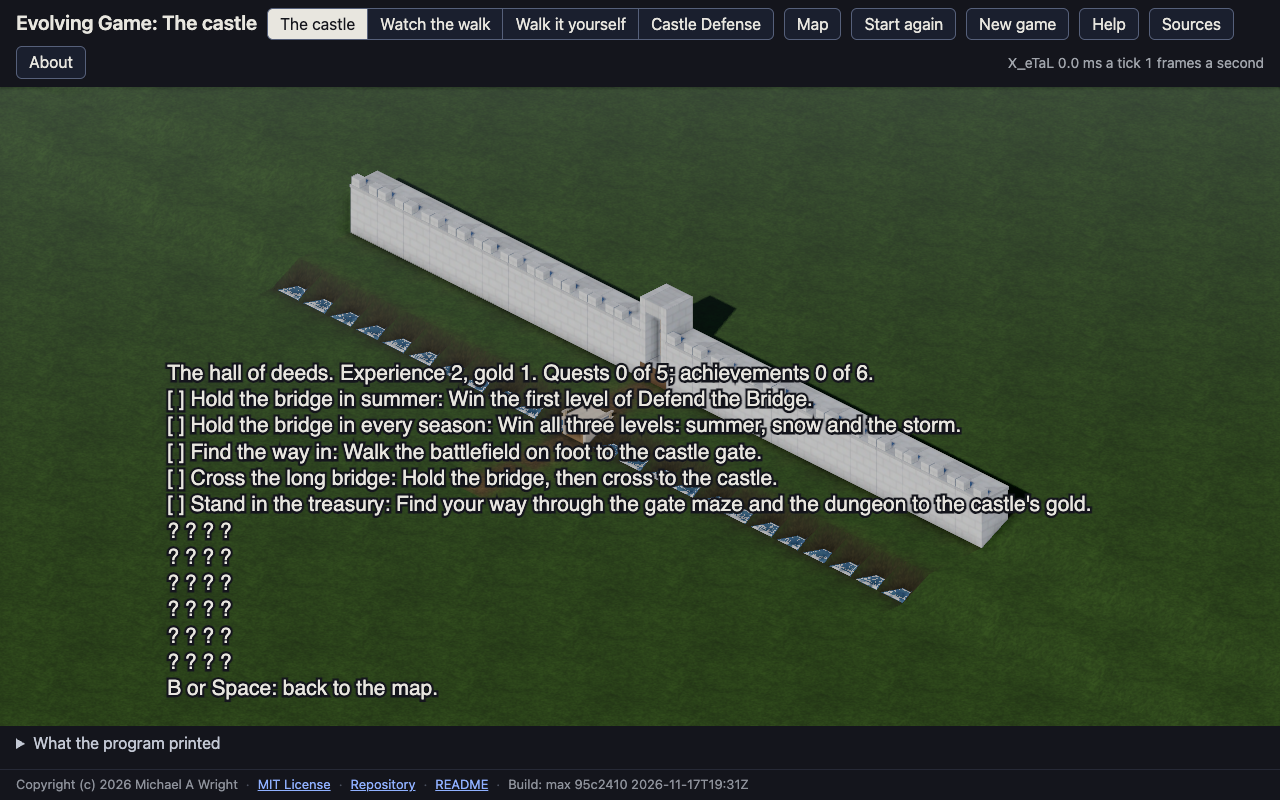 Evolving Game: The castle
The castle
Watch the walk
Walk it yourself
Castle Defense
Map
Start again
New game
Help
Sources
About
X_eTaL 0.0 ms a tick 1 frames a second
The hall of deeds. Experience 2, gold 1. Quests 0 of 5; achievements 0 of 6.
[ ] Hold the bridge in summer: Win the first level of Defend the Bridge.
[ ] Hold the bridge in every season: Win all three levels: summer, snow and the storm.
[ ] Find the way in: Walk the battlefield on foot to the castle gate.
[ ] Cross the long bridge: Hold the bridge, then cross to the castle.
[ ] Stand in the treasury: Find your way through the gate maze and the dungeon to the castle's gold.
? ? ? ?
? ? ? ?
? ? ? ?
? ? ? ?
? ? ? ?
? ? ? ?
B or Space: back to the map.
▶ What the program printed
Copyright (c) 2026 Michael A Wright · MIT License · Repository · README · Build: max 95c2410 2026-11-17T19:31Z